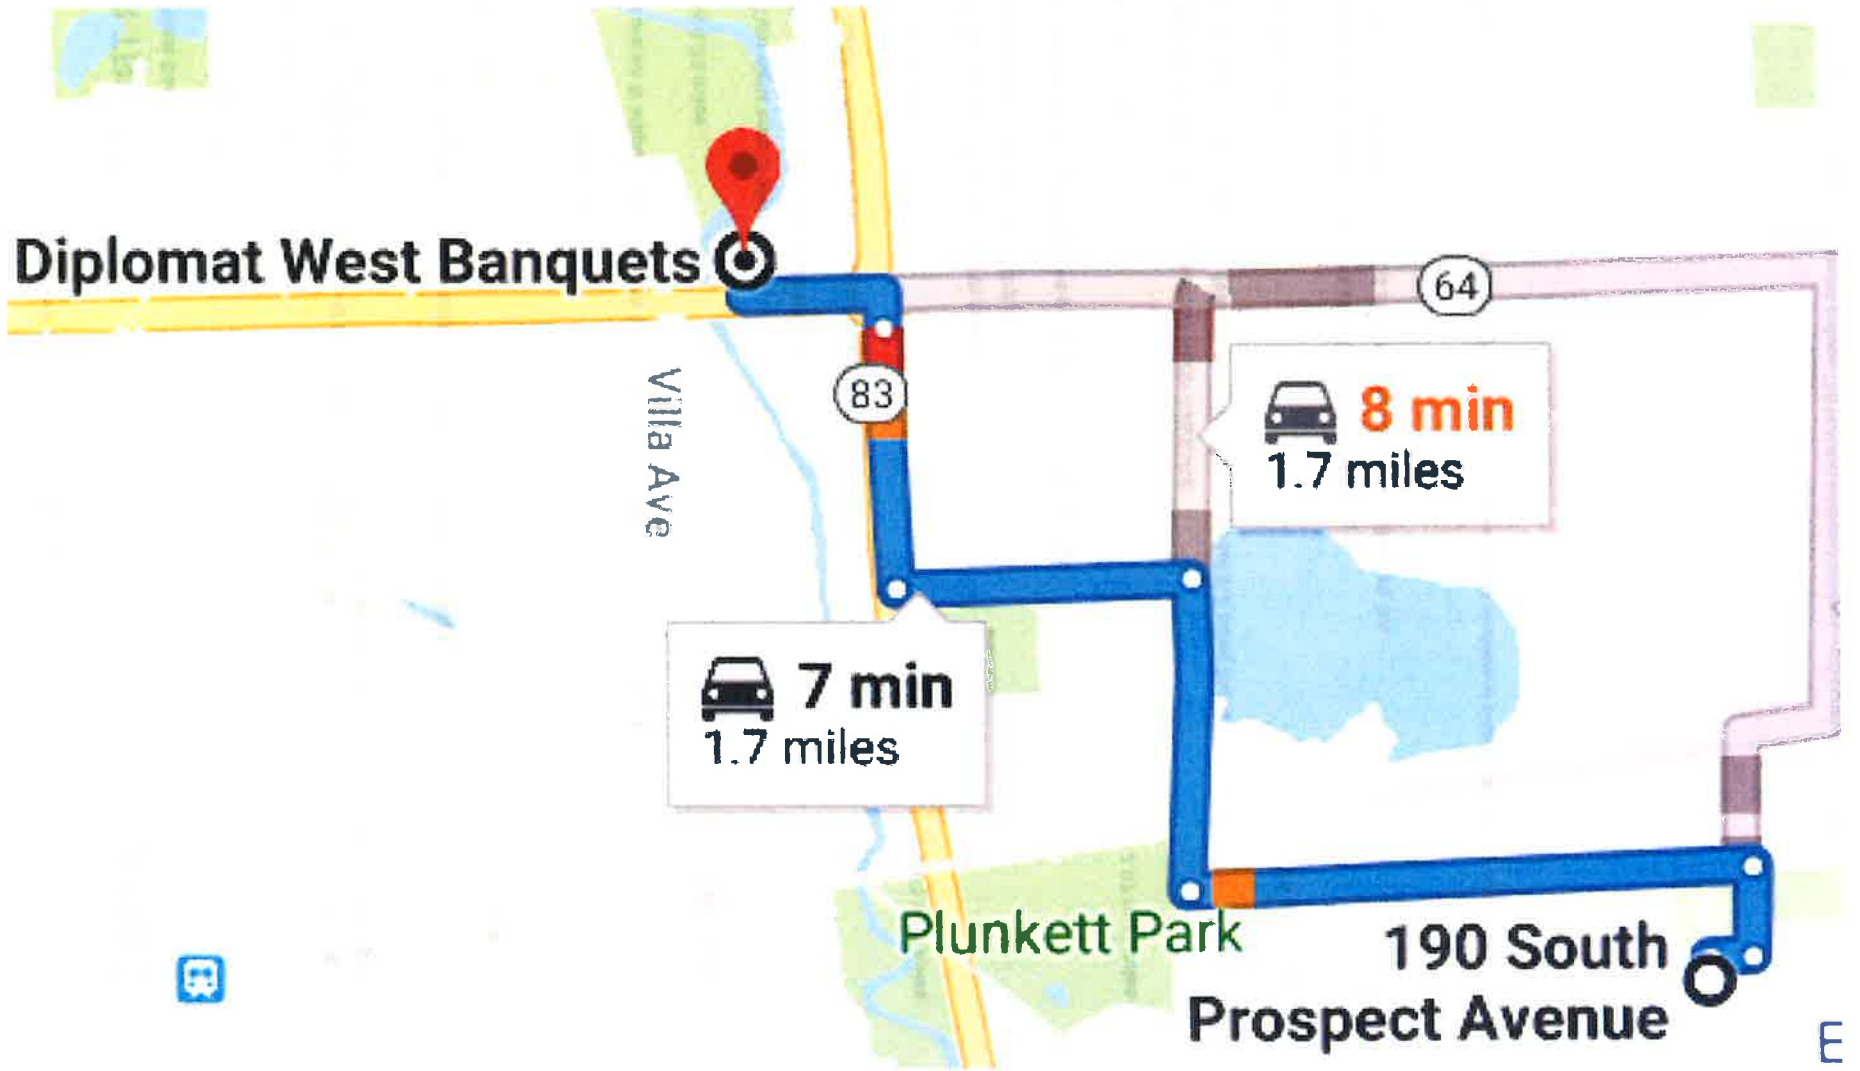 Diplomat West Banquets
64
83
8 min
1.7 miles
Villa Ave
7 min
1.7 miles
Plunkett Park
190 South
Prospect Avenue
E